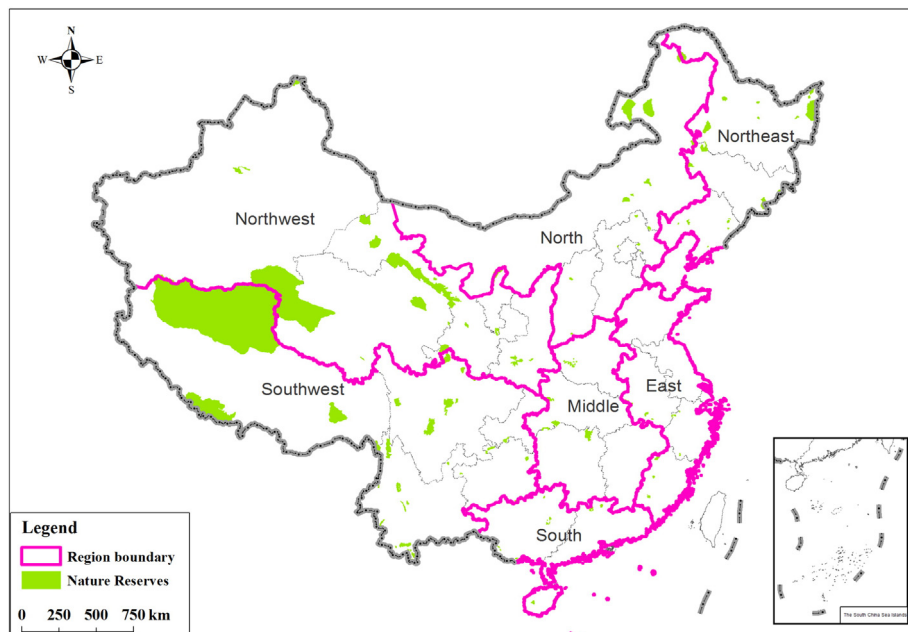 N
W E
S
Northeast
Northwest
North
Southwest
Middle
East
South
Legend
Region boundary
Nature Reserves
0 250 500 750 km
The South China Sea Islands